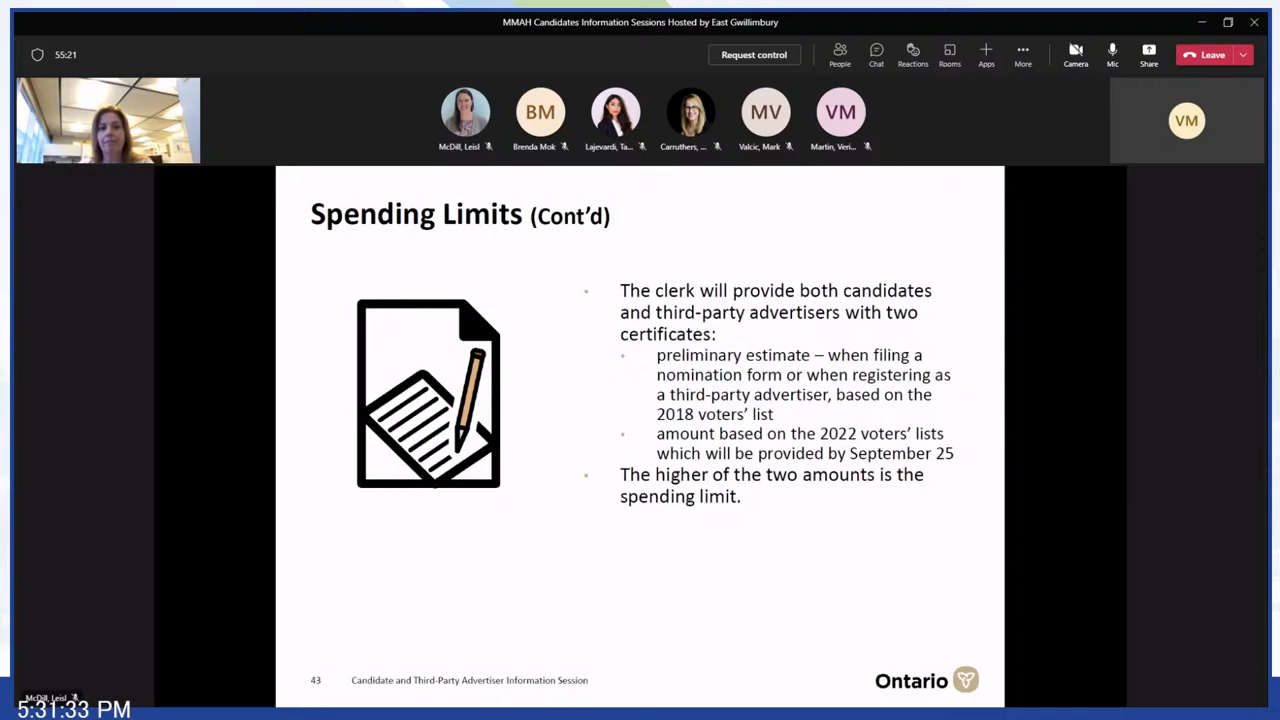 MMAH Candidates Information Sessions Hosted by East Gwillimbury
55:21
Request control
People
Chat
Reactions
Rooms
Apps
More
Camera
Mic
Share
Leave
BM
MV
VM
VM
McDill, Leisl
Brenda Mok
Lajevardi, Ta...
Carruthers, ...
Valcic, Mark
Martin, Veri...
Spending Limits (Cont’d)
• The clerk will provide both candidates
and third-party advertisers with two
certificates:
• preliminary estimate – when filing a
nomination form or when registering as
a third-party advertiser, based on the
2018 voters’ list
• amount based on the 2022 voters’ lists
which will be provided by September 25
• The higher of the two amounts is the
spending limit.
43
Candidate and Third-Party Advertiser Information Session
Ontario
McDill, Leisl
5:31:33 PM